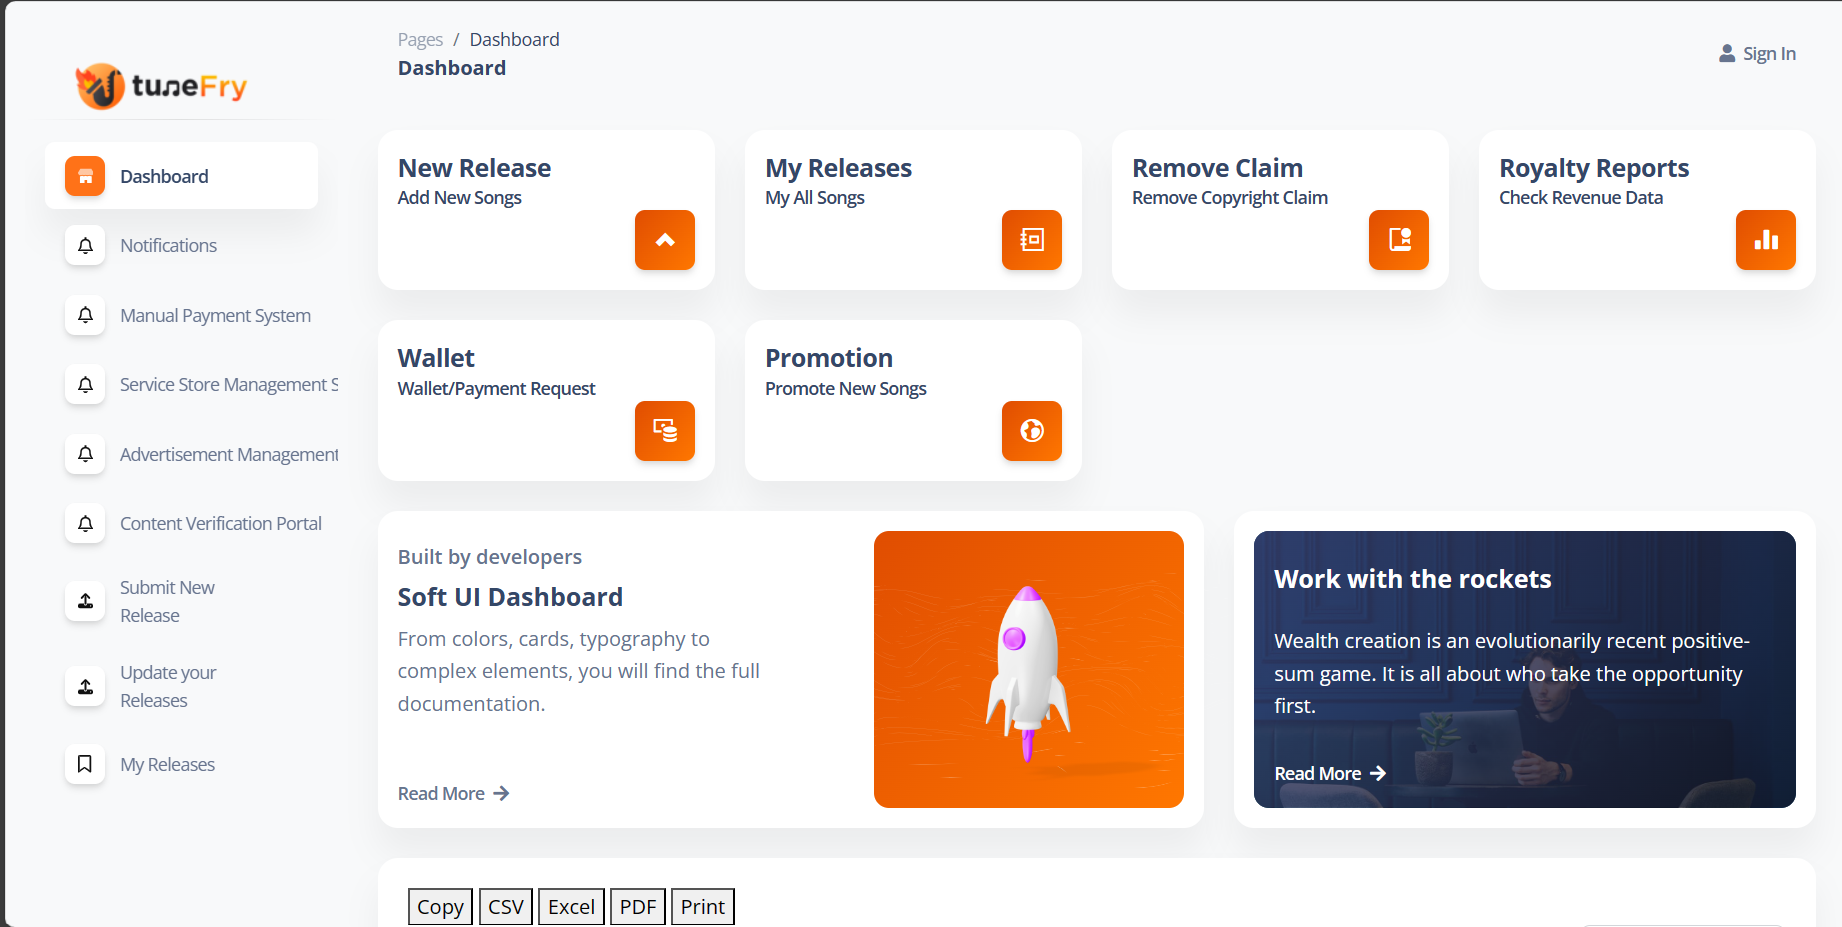 tuneFry
Dashboard
Notifications
Manual Payment System
Service Store Management S
Advertisement Management
Content Verification Portal
Submit New
Release
Update your
Releases
My Releases
Pages / Dashboard
Dashboard
Sign In
New Release
Add New Songs
My Releases
My All Songs
Remove Claim
Remove Copyright Claim
Royalty Reports
Check Revenue Data
Wallet
Wallet/Payment Request
Promotion
Promote New Songs
Built by developers
Soft UI Dashboard
From colors, cards, typography to
complex elements, you will find the full
documentation.
Read More
Work with the rockets
Wealth creation is an evolutionarily recent positive-
sum game. It is all about who take the opportunity
first.
Read More
Copy CSV Excel PDF Print